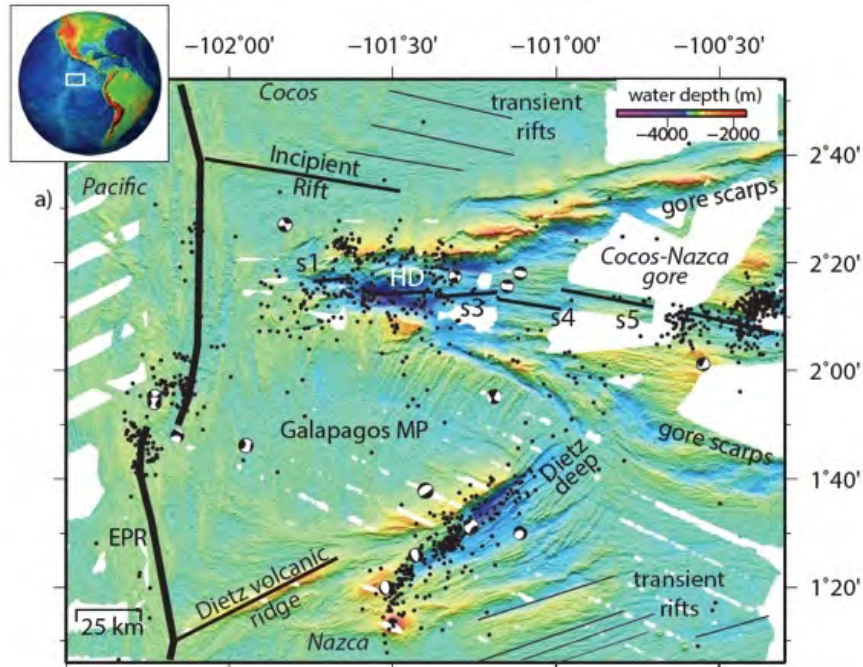 −102°00'
−101°30'
−101°00'
−100°30'
a)
Cocos
transient
rifts
water depth (m)
−4000
−2000
2°40'
Pacific
Incipient
Rift
gore scarps
Cocos-Nazca
gore
2°20'
s1
HD
s3
s4
s5
2°00'
Galapagos MP
gore scarps
Dietz
deep
1°40'
EPR
Dietz volcanic
ridge
transient
rifts
1°20'
25 km
Nazca